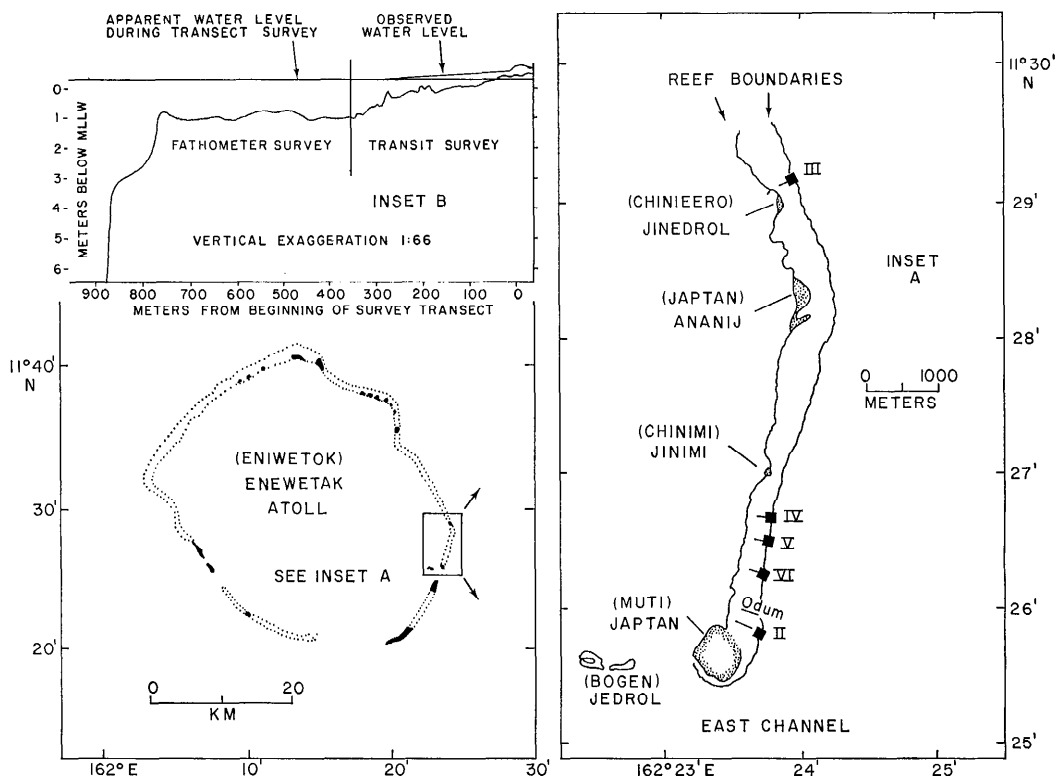 APPARENT WATER LEVEL
DURING TRANSECT SURVEY
OBSERVED
WATER LEVEL
METERS BELOW MLLW
0-
1-
2-
3-
4-
5-
6-
FATHOMETER SURVEY
TRANSIT SURVEY
INSET B
VERTICAL EXAGGERATION 1:66
900 800 700 600 500 400 300 200 100 0
METERS FROM BEGINNING OF SURVEY TRANSECT
11°40'
N
30'
20'
(ENIWETOK)
ENEWETAK
ATOLL
SEE INSET A
0 20
KM
162°E 10' 20' 30'
11°30'
N
29'
28'
27'
26'
25'
REEF BOUNDARIES
III
(CHINIEERO)
JINEDROL
INSET
A
(JAPTAN)
ANANIJ
0 1000
METERS
(CHINIMI)
JINIMI
IV
V
VI
Odum
(MUTI)
JAPTAN
II
(BOGEN)
JEDROL
EAST CHANNEL
162°23'E 24' 25'